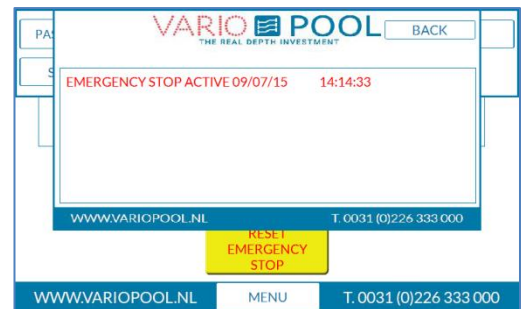 PA
VARIO POOL
THE REAL DEPTH INVESTMENT
BACK
S
EMERGENCY STOP ACTIVE 09/07/15 14:14:33
WWW.VARIOPOOL.NL T. 0031 (0)226 333 000
RESET
EMERGENCY
STOP
WWW.VARIOPOOL.NL MENU T. 0031 (0)226 333 000